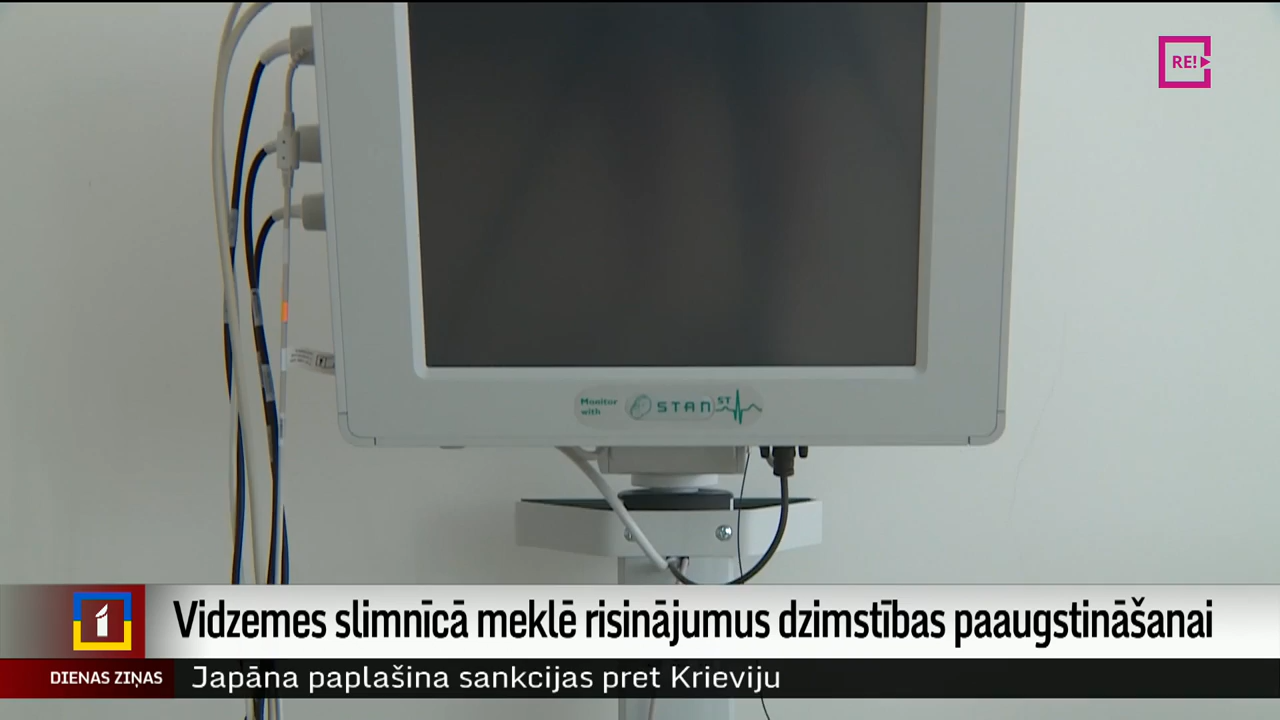 RE!
Monitor
with
STAN ST
1
Vidzemes slimnīcā meklē risinājumus dzimstības paaugstināšanai
DIENAS ZIŅAS
Japāna paplašina sankcijas pret Krieviju